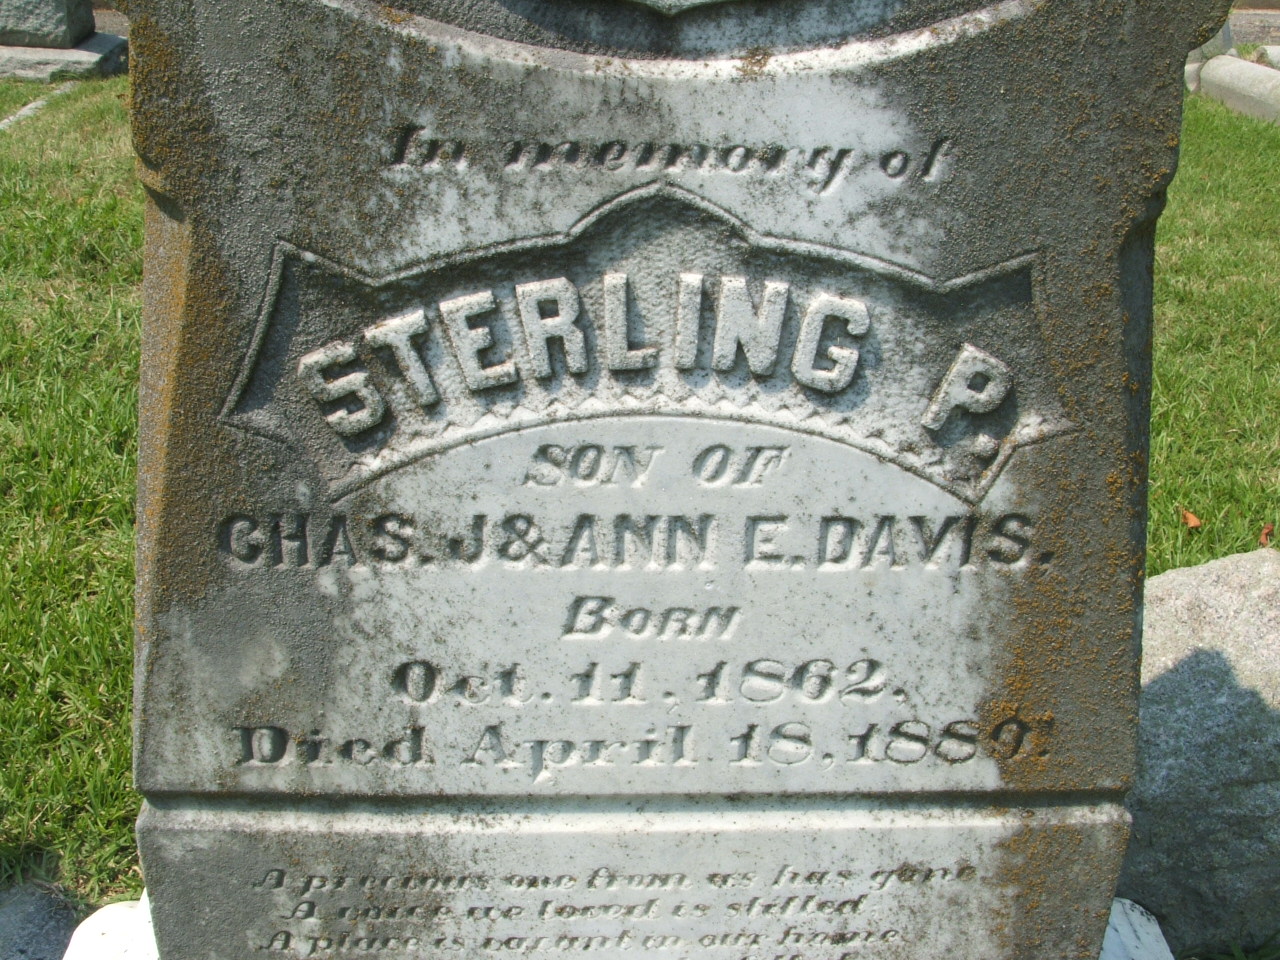 In memory of
STERLING P.
SON OF
CHAS. J & ANN E. DAVIS.
BORN
Oct. 11, 1862,
Died April 18, 1889.
A precious one from us has gone
A voice we loved is stilled
A place is vacant in our home